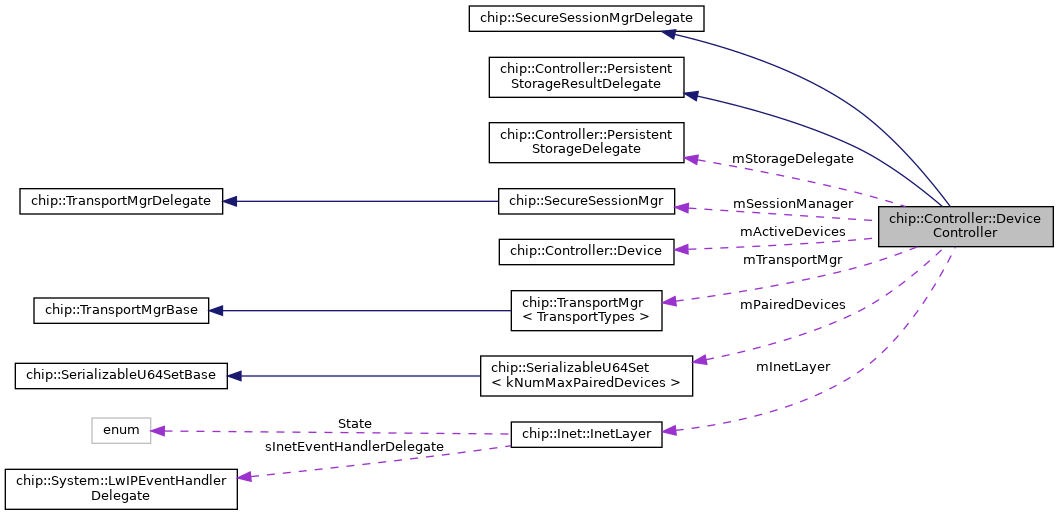 chip::SecureSessionMgrDelegate
chip::Controller::Persistent
StorageResultDelegate
chip::Controller::Persistent
StorageDelegate
mStorageDelegate
chip::TransportMgrDelegate
chip::SecureSessionMgr
mSessionManager
chip::Controller::Device
Controller
chip::Controller::Device
mActiveDevices
mTransportMgr
chip::TransportMgrBase
chip::TransportMgr
< TransportTypes >
mPairedDevices
chip::SerializableU64SetBase
chip::SerializableU64Set
< kNumMaxPairedDevices >
mInetLayer
enum
State
chip::Inet::InetLayer
sInetEventHandlerDelegate
chip::System::LwIPEventHandler
Delegate